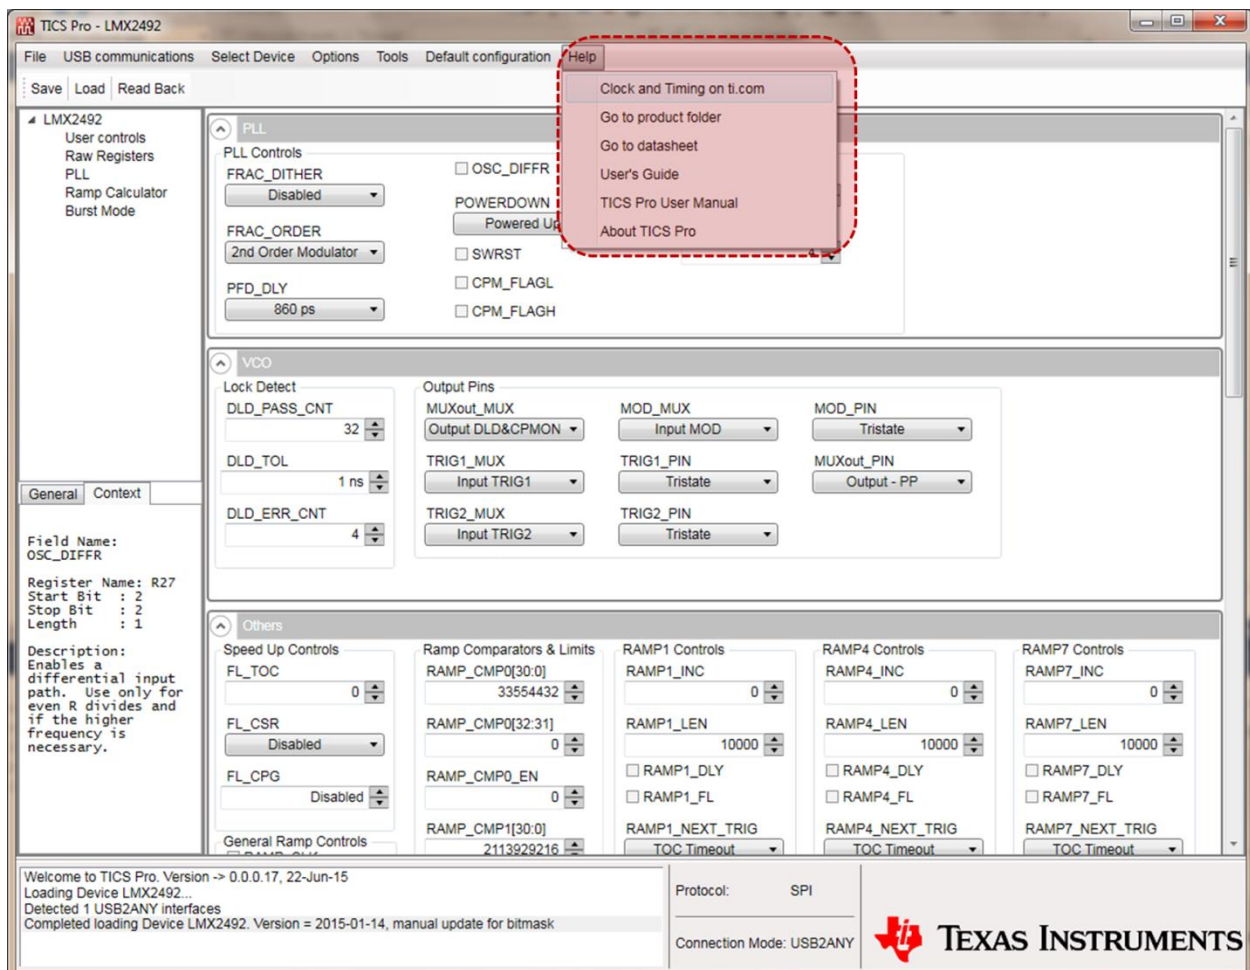 TICS Pro - LMX2492
File USB communications Select Device Options Tools Default configuration Help
Save Load Read Back
Clock and Timing on ti.com
Go to product folder
Go to datasheet
User's Guide
TICS Pro User Manual
About TICS Pro
LMX2492
User controls
Raw Registers
PLL
Ramp Calculator
Burst Mode
PLL
PLL Controls
FRAC_DITHER
Disabled
FRAC_ORDER
2nd Order Modulator
PFD_DLY
860 ps
OSC_DIFFR
POWERDOWN
Powered Up
SWRST
CPM_FLAGL
CPM_FLAGH
4
VCO
Lock Detect
DLD_PASS_CNT
32
DLD_TOL
1 ns
DLD_ERR_CNT
4
Output Pins
MUXout_MUX MOD_MUX MOD_PIN
Output DLD&CPMON Input MOD Tristate
TRIG1_MUX TRIG1_PIN MUXout_PIN
Input TRIG1 Tristate Output - PP
TRIG2_MUX TRIG2_PIN
Input TRIG2 Tristate
General Context
Field Name:
OSC_DIFFR
Register Name: R27
Start Bit : 2
Stop Bit : 2
Length : 1
Description:
Enables a
differential input
path. Use only for
even R divides and
if the higher
frequency is
necessary.
Others
Speed Up Controls
FL_TOC
0
FL_CSR
Disabled
FL_CPG
Disabled
General Ramp Controls
Ramp Comparators & Limits
RAMP_CMP0[30:0]
33554432
RAMP_CMP0[32:31]
0
RAMP_CMP0_EN
0
RAMP_CMP1[30:0]
2113929216
RAMP1 Controls
RAMP1_INC
0
RAMP1_LEN
10000
RAMP1_DLY
RAMP1_FL
RAMP1_NEXT_TRIG
TOC Timeout
RAMP4 Controls
RAMP4_INC
0
RAMP4_LEN
10000
RAMP4_DLY
RAMP4_FL
RAMP4_NEXT_TRIG
TOC Timeout
RAMP7 Controls
RAMP7_INC
0
RAMP7_LEN
10000
RAMP7_DLY
RAMP7_FL
RAMP7_NEXT_TRIG
TOC Timeout
Welcome to TICS Pro. Version -> 0.0.0.17, 22-Jun-15
Loading Device LMX2492...
Detected 1 USB2ANY interfaces
Completed loading Device LMX2492. Version = 2015-01-14, manual update for bitmask
Protocol: SPI
Connection Mode: USB2ANY
TEXAS INSTRUMENTS